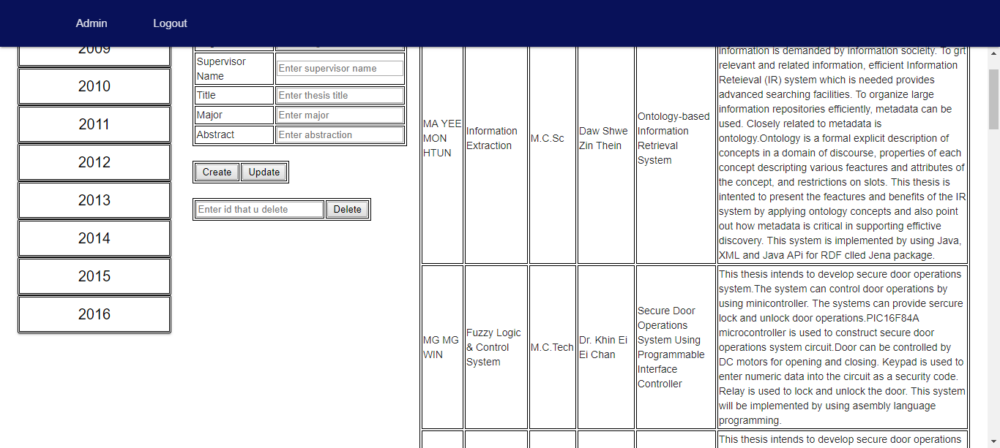 Admin Logout
2009
2010
2011
2012
2013
2014
2015
2016
Supervisor
Name
Enter supervisor name
Title
Enter thesis title
Major
Enter major
Abstract
Enter abstraction
Create Update
Enter id that u delete Delete
MA YEE
MON
HTUN
Information
Extraction
M.C.Sc
Daw Shwe
Zin Thein
Ontology-based
Information
Retrieval
System
information is demanded by information socieity. To grt
relevant and related information, efficient Information
Reteieval (IR) system which is needed provides
advanced searching facilities. To organize large
information repositories efficiently, metadata can be
used. Closely related to metadata is
ontology.Ontology is a formal explicit description of
concepts in a domain of discourse, properties of each
concept descripting various feactures and attributes of
the concept, and restrictions on slots. This thesis is
intented to present the feactures and benefits of the IR
system by applying ontology concepts and also point
out how metadata is critical in supporting effictive
discovery. This system is implemented by using Java,
XML and Java APi for RDF clled Jena package.
MG MG
WIN
Fuzzy Logic
& Control
System
M.C.Tech
Dr. Khin Ei
Ei Chan
Secure Door
Operations
System Using
Programmable
Interface
Controller
This thesis intends to develop secure door operations
system.The system can control door operations by
using minicontroller. The systems can provide sercure
lock and unlock door operations.PIC16F84A
microcontroller is used to construct secure door
operations system circuit.Door can be controlled by
DC motors for opening and closing. Keypad is used to
enter numeric data into the circuit as a security code.
Relay is used to lock and unlock the door. This system
will be implemented by using asembly language
programming.
This thesis intends to develop secure door operations